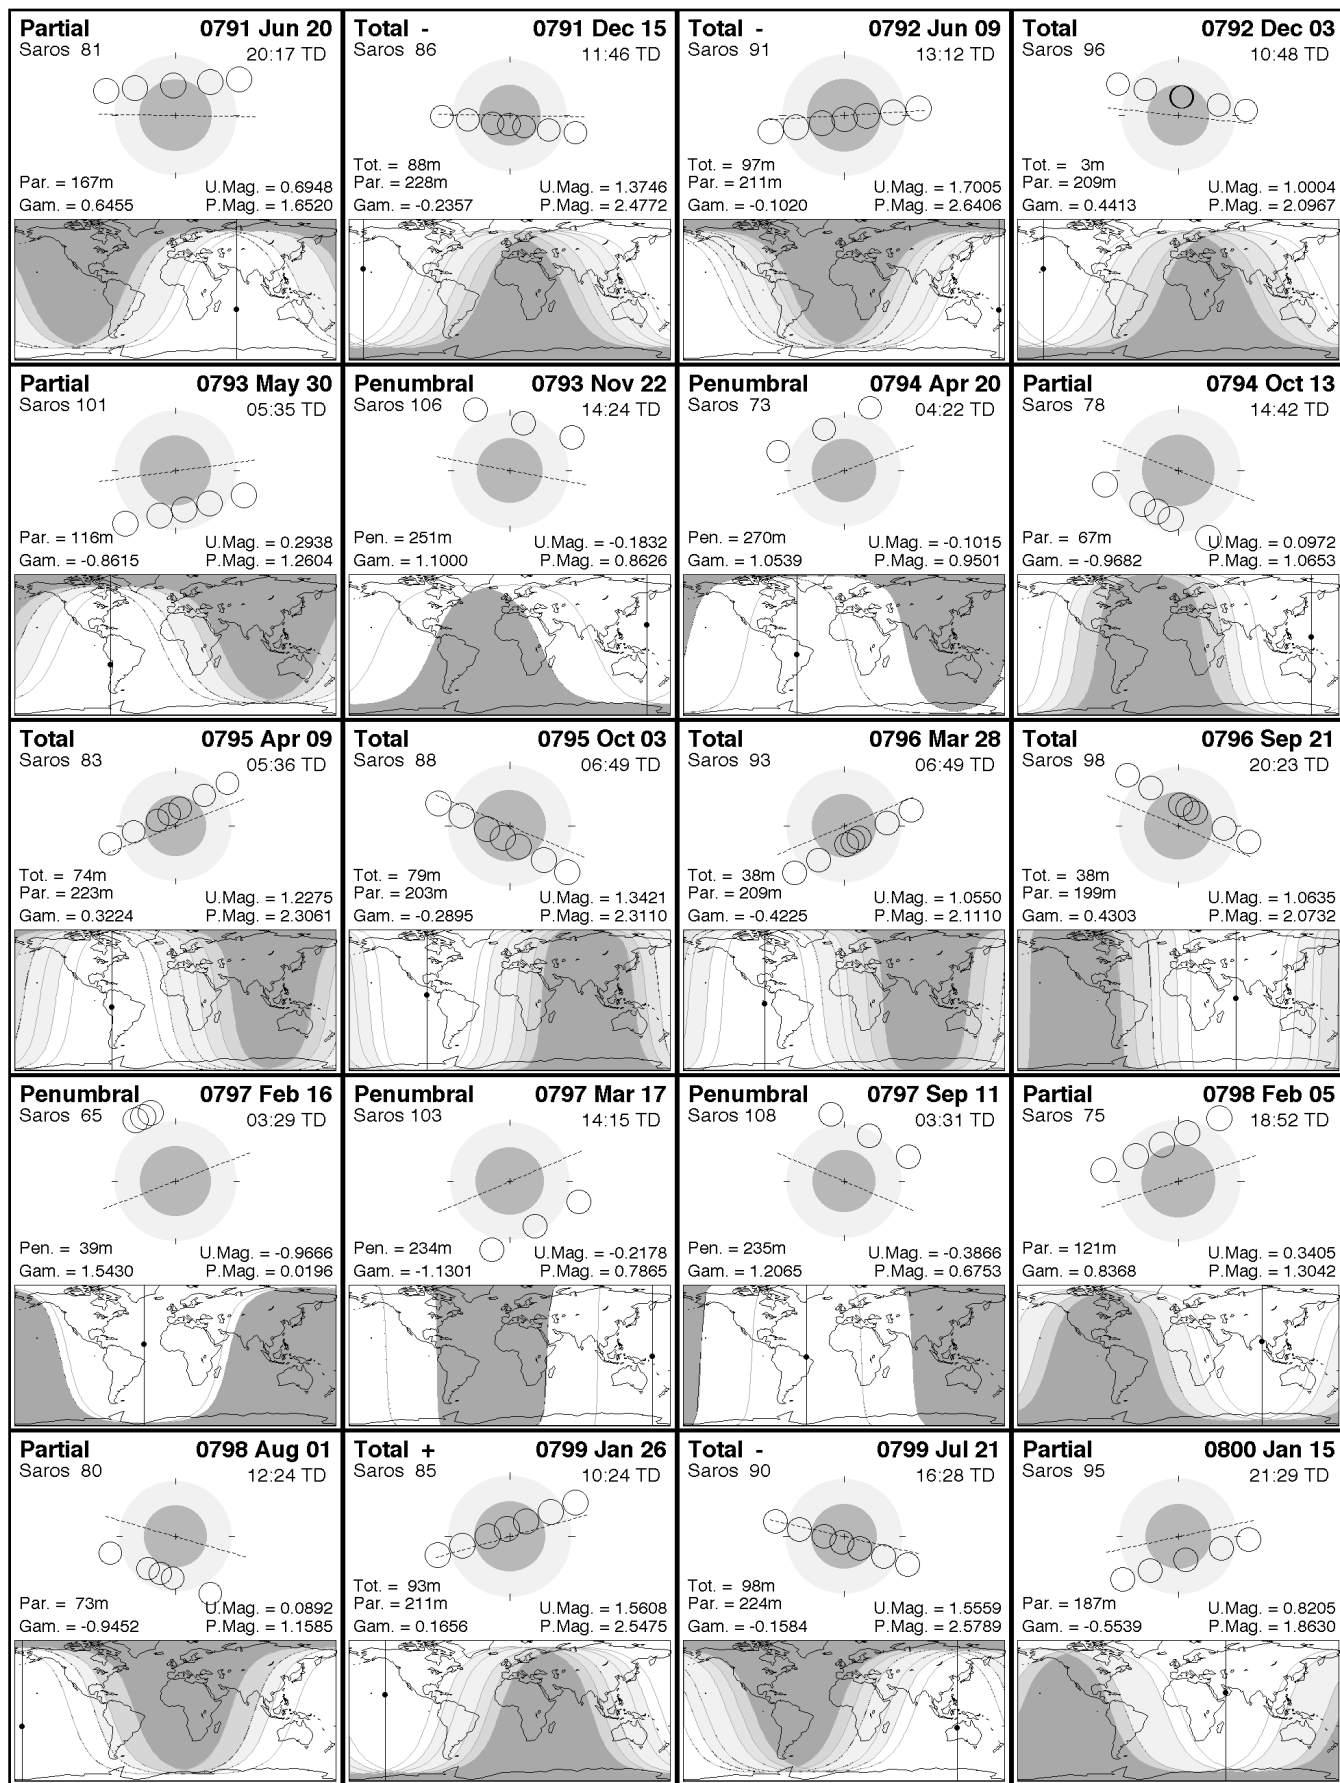 Partial 0791 Jun 20
Saros 81 20:17 TD
Par. = 167m U.Mag. = 0.6948
Gam. = 0.6455 P.Mag. = 1.6520
Total - 0791 Dec 15
Saros 86 11:46 TD
Tot. = 88m
Par. = 228m U.Mag. = 1.3746
Gam. = -0.2357 P.Mag. = 2.4772
Total - 0792 Jun 09
Saros 91 13:12 TD
Tot. = 97m
Par. = 211m U.Mag. = 1.7005
Gam. = -0.1020 P.Mag. = 2.6406
Total 0792 Dec 03
Saros 96 10:48 TD
Tot. = 3m
Par. = 209m U.Mag. = 1.0004
Gam. = 0.4413 P.Mag. = 2.0967
Partial 0793 May 30
Saros 101 05:35 TD
Par. = 116m U.Mag. = 0.2938
Gam. = -0.8615 P.Mag. = 1.2604
Penumbral 0793 Nov 22
Saros 106 14:24 TD
Pen. = 251m U.Mag. = -0.1832
Gam. = 1.1000 P.Mag. = 0.8626
Penumbral 0794 Apr 20
Saros 73 04:22 TD
Pen. = 270m U.Mag. = -0.1015
Gam. = 1.0539 P.Mag. = 0.9501
Partial 0794 Oct 13
Saros 78 14:42 TD
Par. = 67m U.Mag. = 0.0972
Gam. = -0.9682 P.Mag. = 1.0653
Total 0795 Apr 09
Saros 83 05:36 TD
Tot. = 74m
Par. = 223m U.Mag. = 1.2275
Gam. = 0.3224 P.Mag. = 2.3061
Total 0795 Oct 03
Saros 88 06:49 TD
Tot. = 79m
Par. = 203m U.Mag. = 1.3421
Gam. = -0.2895 P.Mag. = 2.3110
Total 0796 Mar 28
Saros 93 06:49 TD
Tot. = 38m
Par. = 209m U.Mag. = 1.0550
Gam. = -0.4225 P.Mag. = 2.1110
Total 0796 Sep 21
Saros 98 20:23 TD
Tot. = 38m
Par. = 199m U.Mag. = 1.0635
Gam. = 0.4303 P.Mag. = 2.0732
Penumbral 0797 Feb 16
Saros 65 03:29 TD
Pen. = 39m U.Mag. = -0.9666
Gam. = 1.5430 P.Mag. = 0.0196
Penumbral 0797 Mar 17
Saros 103 14:15 TD
Pen. = 234m U.Mag. = -0.2178
Gam. = -1.1301 P.Mag. = 0.7865
Penumbral 0797 Sep 11
Saros 108 03:31 TD
Pen. = 235m U.Mag. = -0.3866
Gam. = 1.2065 P.Mag. = 0.6753
Partial 0798 Feb 05
Saros 75 18:52 TD
Par. = 121m U.Mag. = 0.3405
Gam. = 0.8368 P.Mag. = 1.3042
Partial 0798 Aug 01
Saros 80 12:24 TD
Par. = 73m U.Mag. = 0.0892
Gam. = -0.9452 P.Mag. = 1.1585
Total + 0799 Jan 26
Saros 85 10:24 TD
Tot. = 93m
Par. = 211m U.Mag. = 1.5608
Gam. = 0.1656 P.Mag. = 2.5475
Total - 0799 Jul 21
Saros 90 16:28 TD
Tot. = 98m
Par. = 224m U.Mag. = 1.5559
Gam. = -0.1584 P.Mag. = 2.5789
Partial 0800 Jan 15
Saros 95 21:29 TD
Par. = 187m U.Mag. = 0.8205
Gam. = -0.5539 P.Mag. = 1.8630